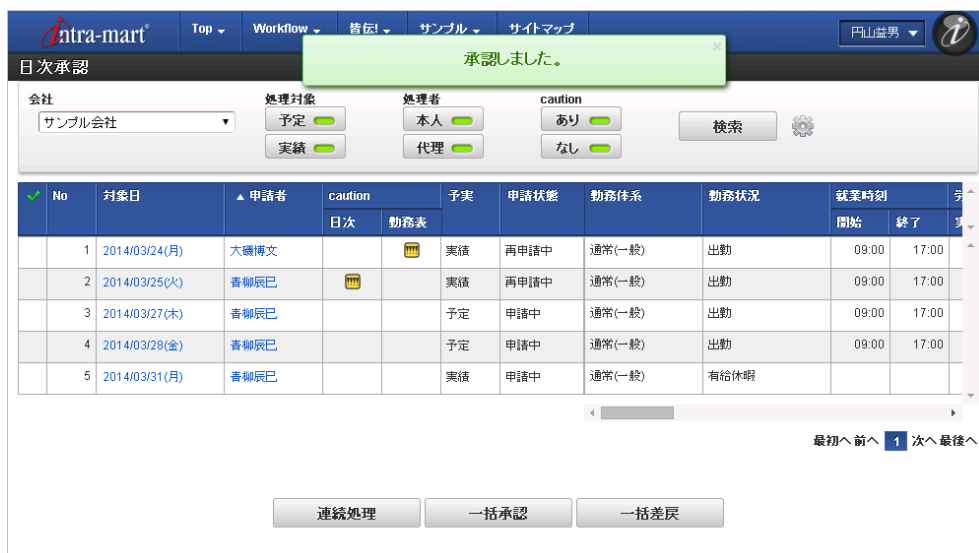 intra-mart® Top Workflow 皆伝! サンプル サイトマップ 円山益男
承認しました。
日次承認
会社 処理対象 処理者 caution
サンプル会社 予定 本人 あり 検索
実績 代理 なし
No 対象日 ▲ 申請者 caution 予実 申請状態 勤務体系 勤務状況 就業時刻
日次 勤務表 開始 終了
1 2014/03/24(月) 大磯博文 実績 再申請中 通常(一般) 出勤 09:00 17:00
2 2014/03/25(火) 青柳辰巳 実績 再申請中 通常(一般) 出勤 09:00 17:00
3 2014/03/27(木) 青柳辰巳 予定 申請中 通常(一般) 出勤 09:00 17:00
4 2014/03/28(金) 青柳辰巳 予定 申請中 通常(一般) 出勤 09:00 17:00
5 2014/03/31(月) 青柳辰巳 実績 申請中 通常(一般) 有給休暇
最初へ 前へ 1 次へ 最後へ
連続処理 一括承認 一括差戻